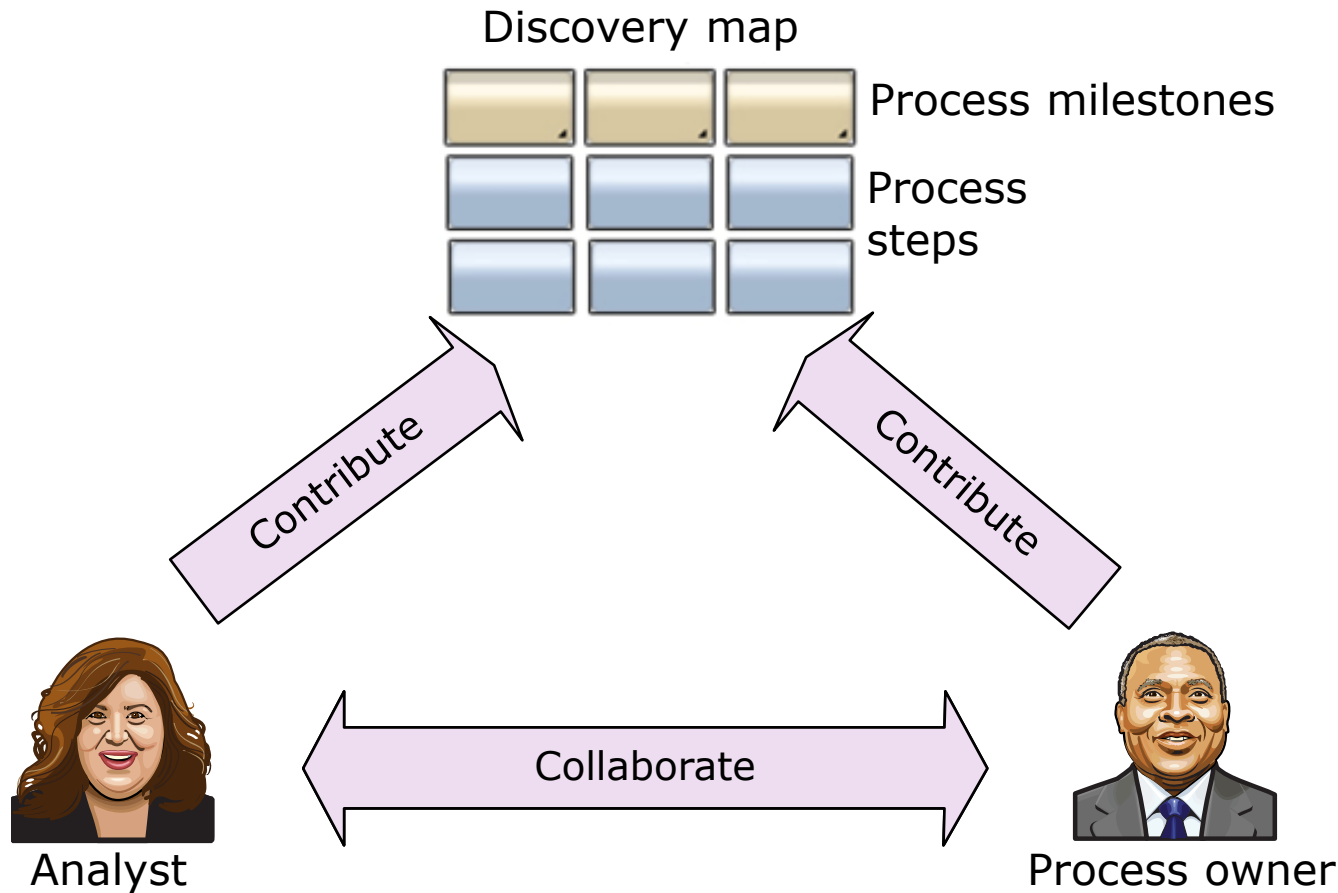 Discovery map
Process milestones
Process
steps
Contribute
Contribute
Collaborate
Analyst
Process owner